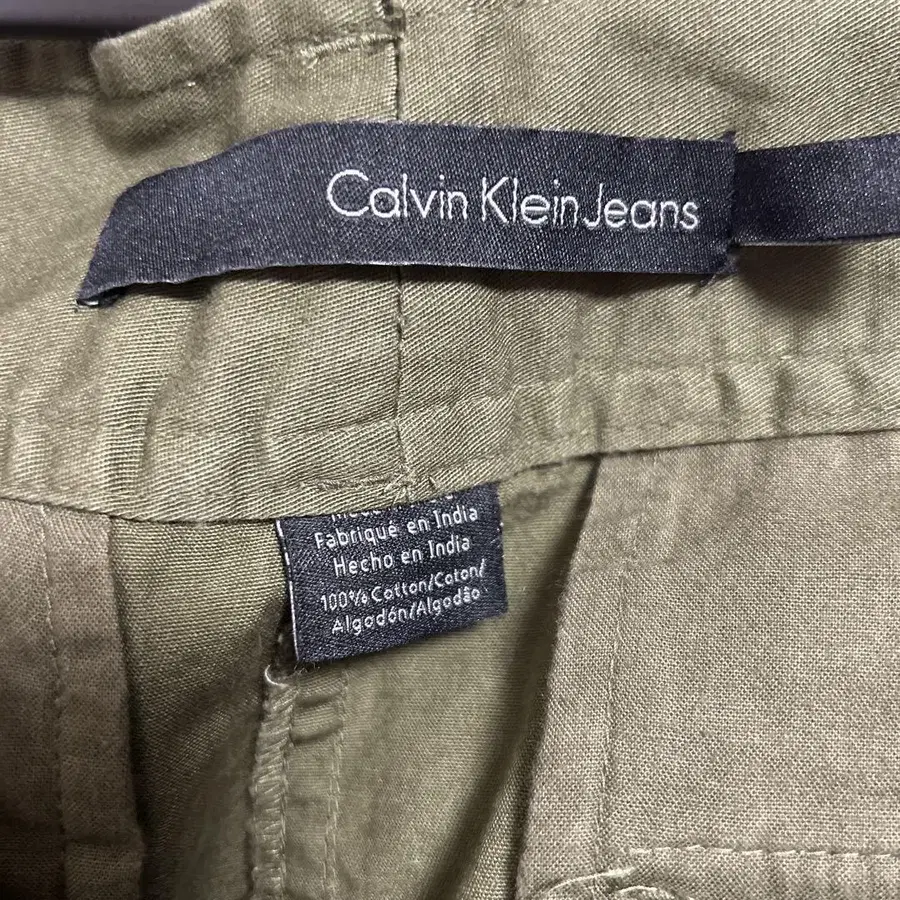 Calvin Klein Jeans
Fabriqué en India
Hecho en India
100% Cotton/Coton/
Algodón/Algodão